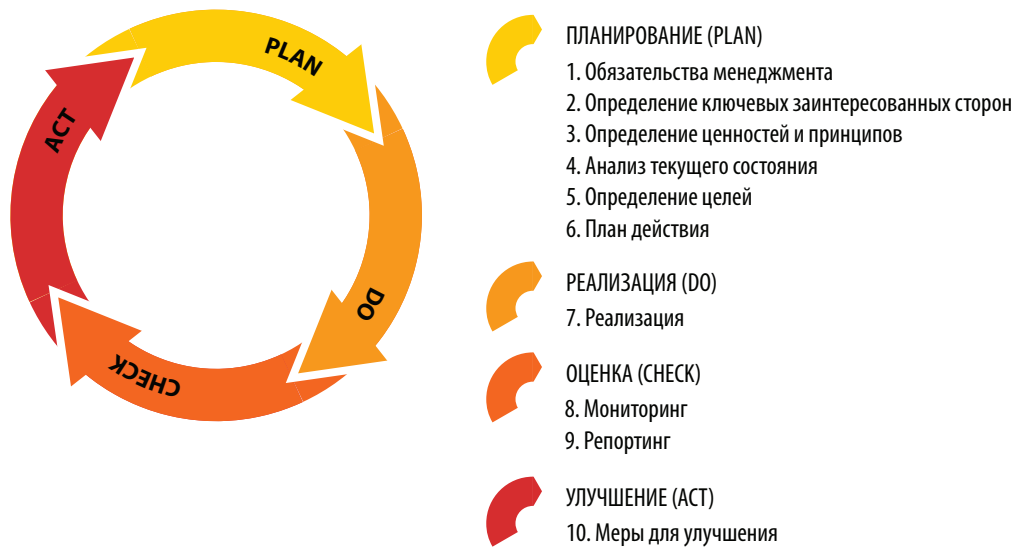 PLAN
DO
CHECK
ACT
ПЛАНИРОВАНИЕ (PLAN)
1. Обязательства менеджмента
2. Определение ключевых заинтересованных сторон
3. Определение ценностей и принципов
4. Анализ текущего состояния
5. Определение целей
6. План действия
РЕАЛИЗАЦИЯ (DO)
7. Реализация
ОЦЕНКА (CHECK)
8. Мониторинг
9. Репортинг
УЛУЧШЕНИЕ (ACT)
10. Меры для улучшения